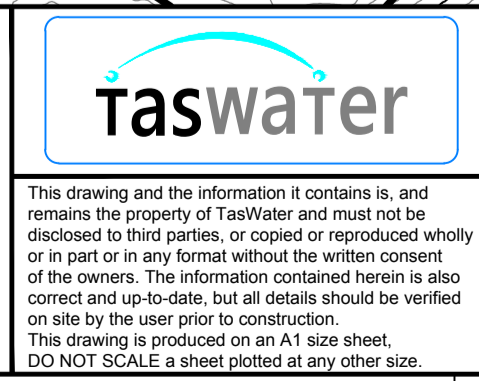 TasWaTer
This drawing and the information it contains is, and
remains the property of TasWater and must not be
disclosed to third parties, or copied or reproduced wholly
or in part or in any format without the written consent
of the owners. The information contained herein is also
correct and up-to-date, but all details should be verified
on site by the user prior to construction.
This drawing is produced on an A1 size sheet,
DO NOT SCALE a sheet plotted at any other size.